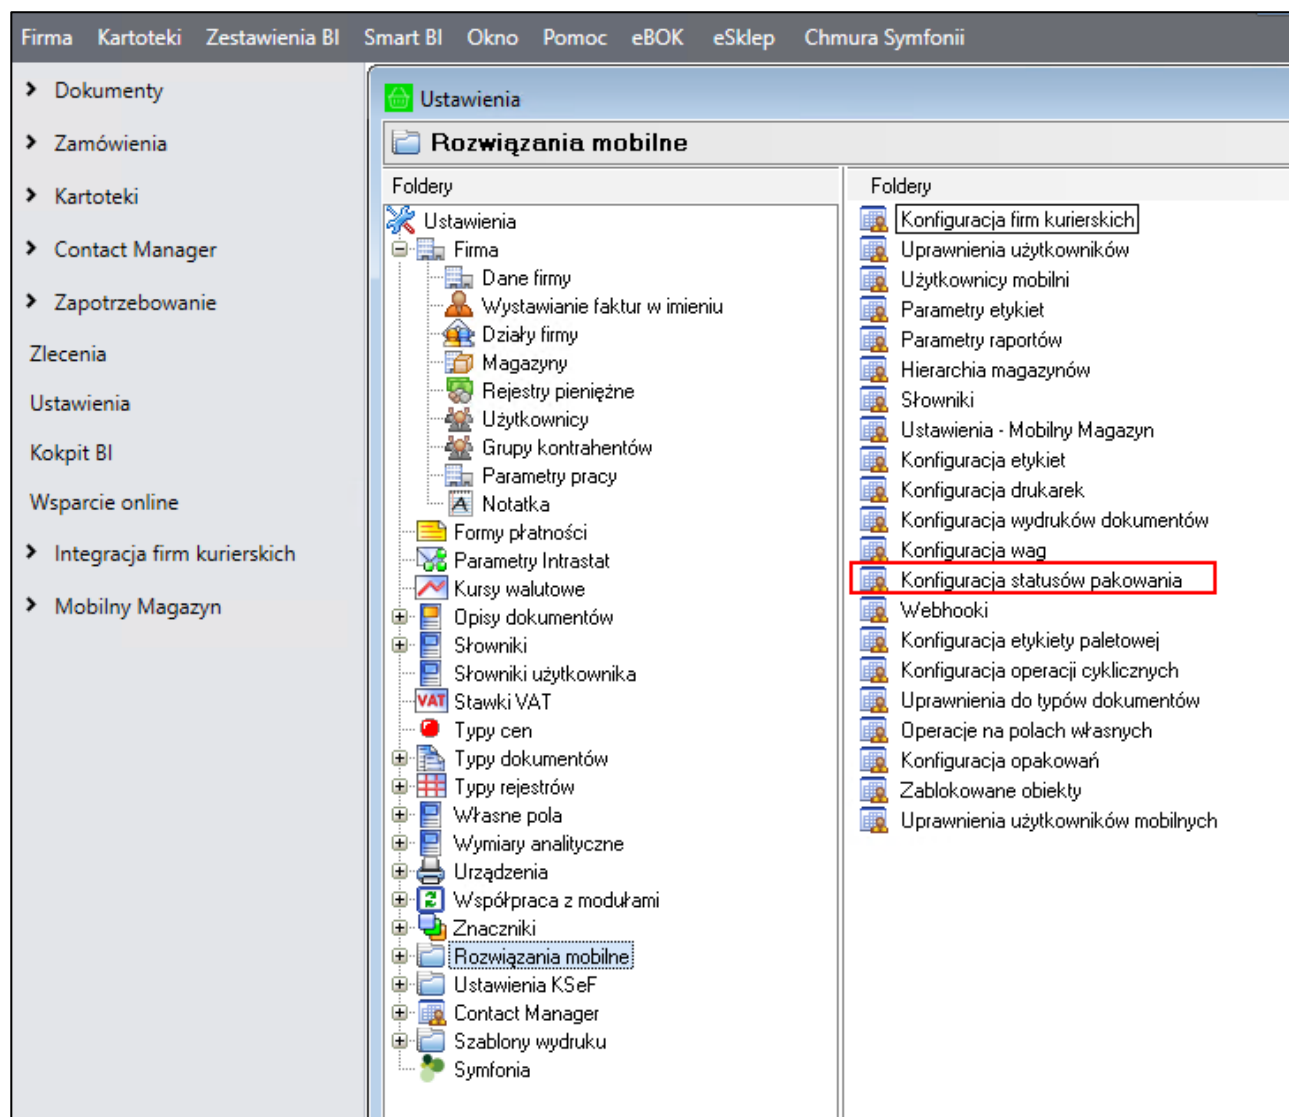 Firma Kartoteki Zestawienia BI Smart BI Okno Pomoc eBOK eSklep Chmura Symfonii
Dokumenty
Zamówienia
Kartoteki
Contact Manager
Zapotrzebowanie
Zlecenia
Ustawienia
Kokpit BI
Wsparcie online
Integracja firm kurierskich
Mobilny Magazyn
Ustawienia
Rozwiązania mobilne
Foldery
Ustawienia
Firma
Dane firmy
Wystawianie faktur w imieniu
Działy firmy
Magazyny
Rejestry pieniężne
Użytkownicy
Grupy kontrahentów
Parametry pracy
Notatka
Formy płatności
Parametry Intrastat
Kursy walutowe
Opisy dokumentów
Słowniki
Słowniki użytkownika
VAT Stawki VAT
Typy cen
Typy dokumentów
Typy rejestrów
Własne pola
Wymiary analityczne
Urządzenia
Współpraca z modułami
Znaczniki
Rozwiązania mobilne
Ustawienia KSeF
Contact Manager
Szablony wydruku
Symfonia
Foldery
Konfiguracja firm kurierskich
Uprawnienia użytkowników
Użytkownicy mobilni
Parametry etykiet
Parametry raportów
Hierarchia magazynów
Słowniki
Ustawienia - Mobilny Magazyn
Konfiguracja etykiet
Konfiguracja drukarek
Konfiguracja wydruków dokumentów
Konfiguracja wag
Konfiguracja statusów pakowania
Webhooki
Konfiguracja etykiety paletowej
Konfiguracja operacji cyklicznych
Uprawnienia do typów dokumentów
Operacje na polach własnych
Konfiguracja opakowań
Zablokowane obiekty
Uprawnienia użytkowników mobilnych